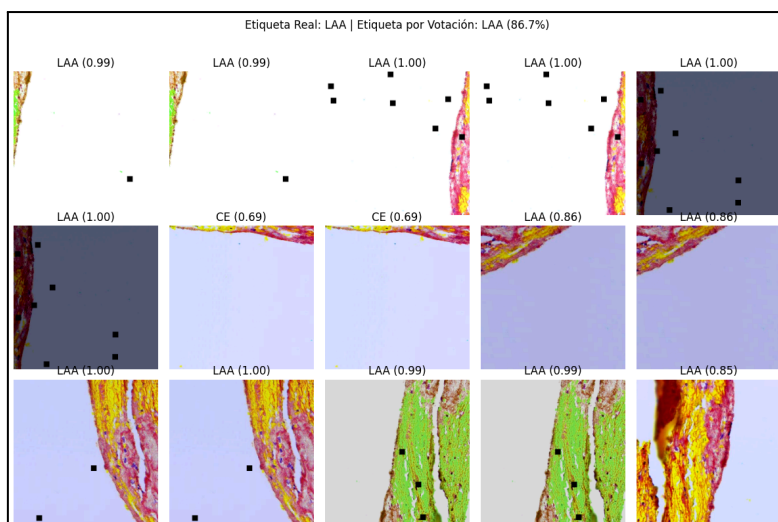 Etiqueta Real: LAA | Etiqueta por Votación: LAA (86.7%)
LAA (0.99) LAA (0.99) LAA (1.00) LAA (1.00) LAA (1.00)
LAA (1.00) CE (0.69) CE (0.69) LAA (0.86) LAA (0.86)
LAA (1.00) LAA (1.00) LAA (0.99) LAA (0.99) LAA (0.85)